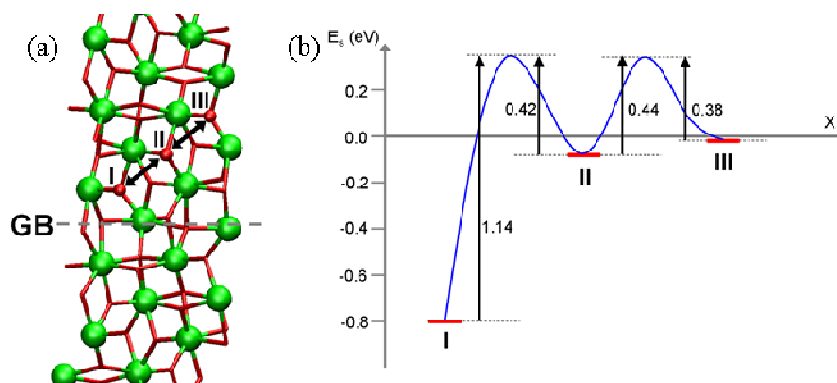 (a)
III
II
I
GB
(b)
E_s (eV)
0.2
0.0
-0.2
-0.4
-0.6
-0.8
1.14
0.42
0.44
0.38
X
I
II
III